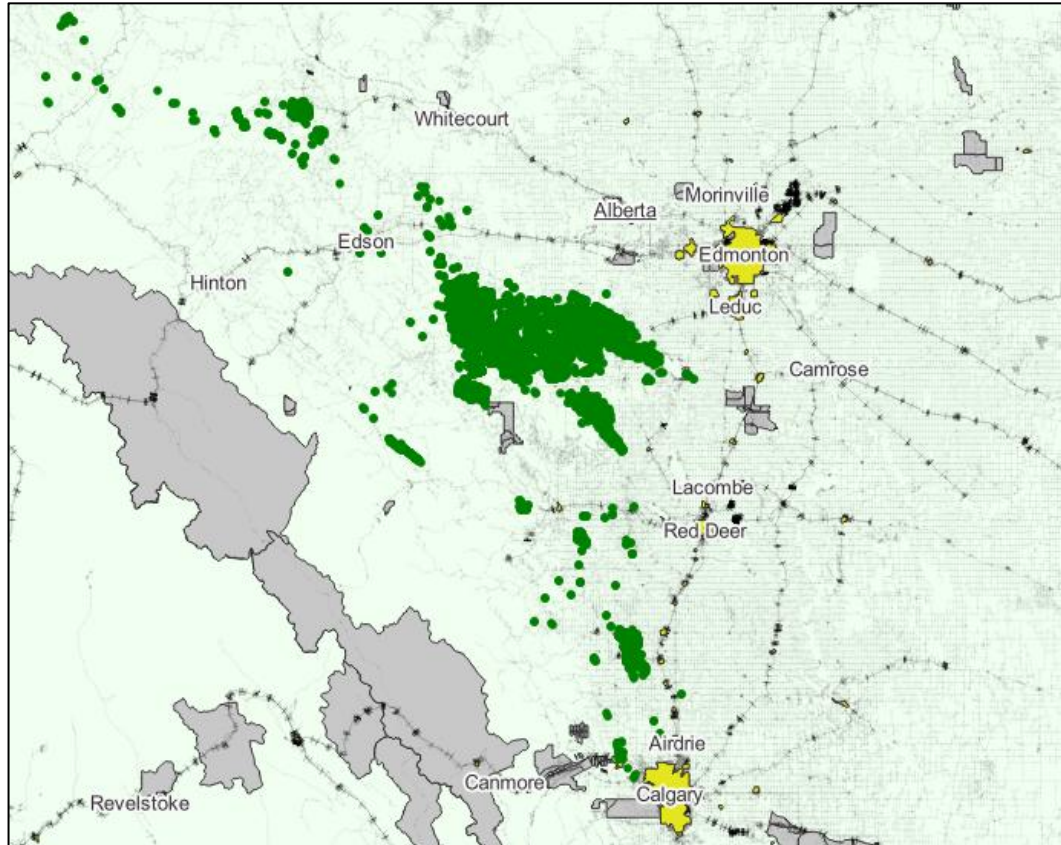 Whitecourt
Alberta
Morinville
Edson
Edmonton
Hinton
Leduc
Camrose
Lacombe
Red Deer
Airdrie
Canmore
Calgary
Revelstoke